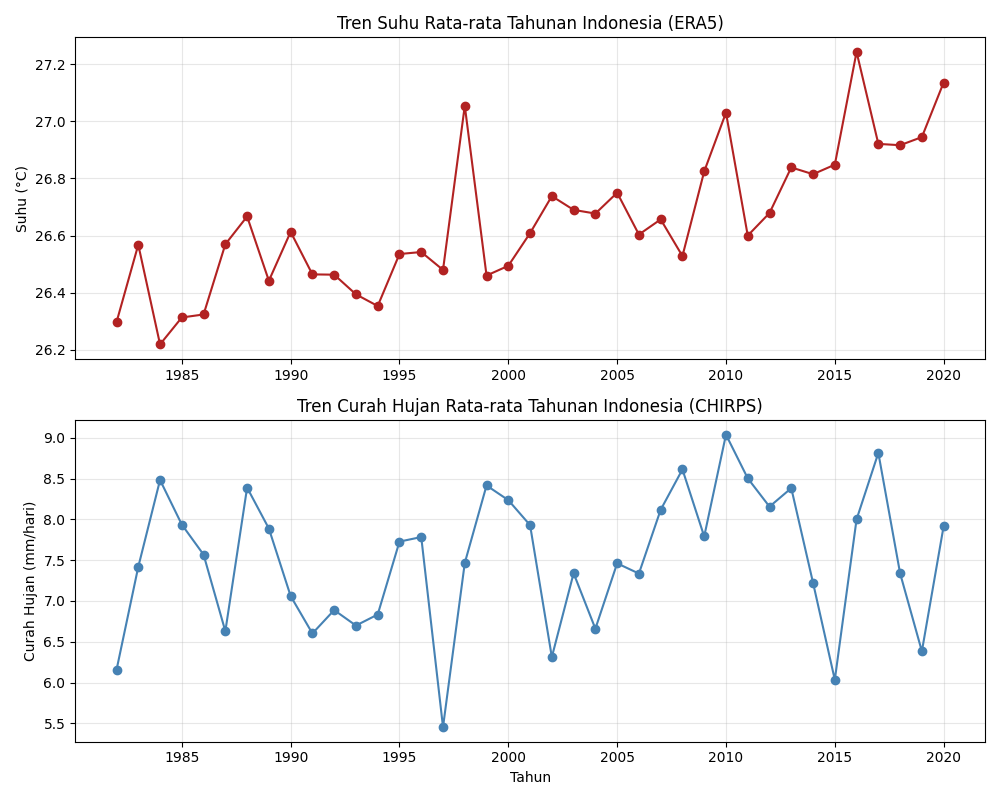 Tren Suhu Rata-rata Tahunan Indonesia (ERA5)
Suhu (°C)
27.2
27.0
26.8
26.6
26.4
26.2
1985 1990 1995 2000 2005 2010 2015 2020
Tren Curah Hujan Rata-rata Tahunan Indonesia (CHIRPS)
Curah Hujan (mm/hari)
9.0
8.5
8.0
7.5
7.0
6.5
6.0
5.5
1985 1990 1995 2000 2005 2010 2015 2020
Tahun